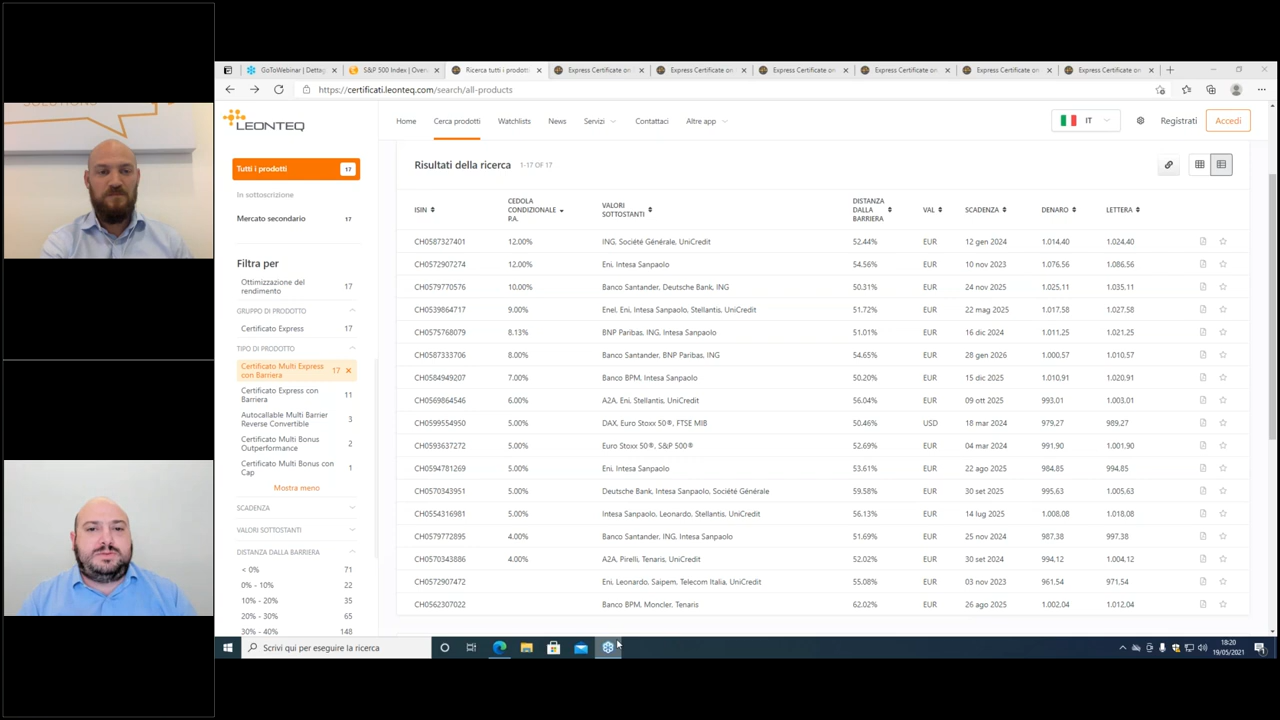 SOLUTIONS
GoToWebinar | Dettag
S&P 500 Index | Over
Ricerca tutti i prodotti
Express Certificate on
Express Certificate on
Express Certificate on
Express Certificate on
Express Certificate on
Express Certificate on
https://certificati.leonteq.com/search/all-products
LEONTEQ
Home
Cerca prodotti
Watchlists
News
Servizi
Contattaci
Altre app
IT
Registrati
Accedi
Tutti i prodotti 17
In sottoscrizione
Mercato secondario 17
Filtra per
Ottimizzazione del
rendimento 17
GRUPPO DI PRODOTTO
Certificato Express 17
TIPO DI PRODOTTO
Certificato Multi Express
con Barriera 17
Certificato Express con
Barriera 11
Autocallable Multi Barrier
Reverse Convertible 3
Certificato Multi Bonus
Outperformance 2
Certificato Multi Bonus con
Cap 1
Mostra meno
SCADENZA
VALORI SOTTOSTANTI
DISTANZA DALLA BARRIERA
< 0% 71
0% - 10% 22
10% - 20% 35
20% - 30% 65
30% - 40% 148
Risultati della ricerca 1-17 OF 17
ISIN
CEDOLA
CONDIZIONALE
P.A.
VALORI
SOTTOSTANTI
DISTANZA
DALLA
BARRIERA
VAL
SCADENZA
DENARO
LETTERA
CH0587327401 12.00% ING, Société Générale, UniCredit 52.44% EUR 12 gen 2024 1.014,40 1.024,40
CH0572907274 12.00% Eni, Intesa Sanpaolo 54.56% EUR 10 nov 2023 1.076,56 1.086,56
CH0579770576 10.00% Banco Santander, Deutsche Bank, ING 50.31% EUR 24 nov 2025 1.025,11 1.035,11
CH0539864717 9.00% Enel, Eni, Intesa Sanpaolo, Stellantis, UniCredit 51.72% EUR 22 mag 2025 1.017,58 1.027,58
CH0575768079 8.13% BNP Paribas, ING, Intesa Sanpaolo 51.01% EUR 16 dic 2024 1.011,25 1.021,25
CH0587333706 8.00% Banco Santander, BNP Paribas, ING 54.65% EUR 28 gen 2026 1.000,57 1.010,57
CH0584949207 7.00% Banco BPM, Intesa Sanpaolo 50.20% EUR 15 dic 2025 1.010,91 1.020,91
CH0569864546 6.00% A2A, Eni, Stellantis, UniCredit 56.04% EUR 09 ott 2025 993.01 1.003,01
CH0599554950 5.00% DAX, Euro Stoxx 50®, FTSE MIB 50.46% USD 18 mar 2024 979.27 989.27
CH0593637272 5.00% Euro Stoxx 50®, S&P 500® 52.69% EUR 04 mar 2024 991.90 1.001,90
CH0594781269 5.00% Eni, Intesa Sanpaolo 53.61% EUR 22 ago 2025 984.85 994.85
CH0570343951 5.00% Deutsche Bank, Intesa Sanpaolo, Société Générale 59.58% EUR 30 set 2025 995.63 1.005,63
CH0554316981 5.00% Intesa Sanpaolo, Leonardo, Stellantis, UniCredit 56.13% EUR 14 lug 2025 1.008,08 1.018,08
CH0579772895 4.00% Banco Santander, ING, Intesa Sanpaolo 51.69% EUR 25 nov 2024 987.38 997.38
CH0570343886 4.00% A2A, Pirelli, Tenaris, UniCredit 52.02% EUR 30 set 2024 994.12 1.004,12
CH0572907472 Eni, Leonardo, Saipem, Telecom Italia, UniCredit 55.08% EUR 03 nov 2023 961.54 971.54
CH0562307022 Banco BPM, Moncler, Tenaris 62.02% EUR 26 ago 2025 1.002,04 1.012,04
Scrivi qui per eseguire la ricerca
18:20
19/05/2021